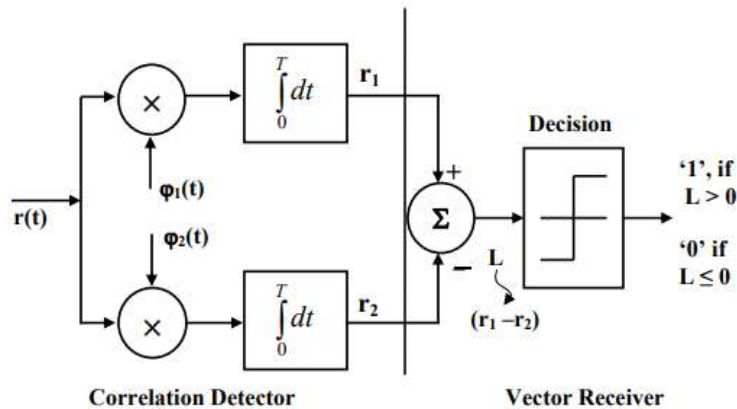 T
∫ dt
0
r₁
×
φ₁(t)
r(t)
φ₂(t)
×
T
∫ dt
0
r₂
+
Σ
−
L
(r₁ –r₂)
Decision
‘1’, if
L > 0
‘0’ if
L ≤ 0
Correlation Detector
Vector Receiver